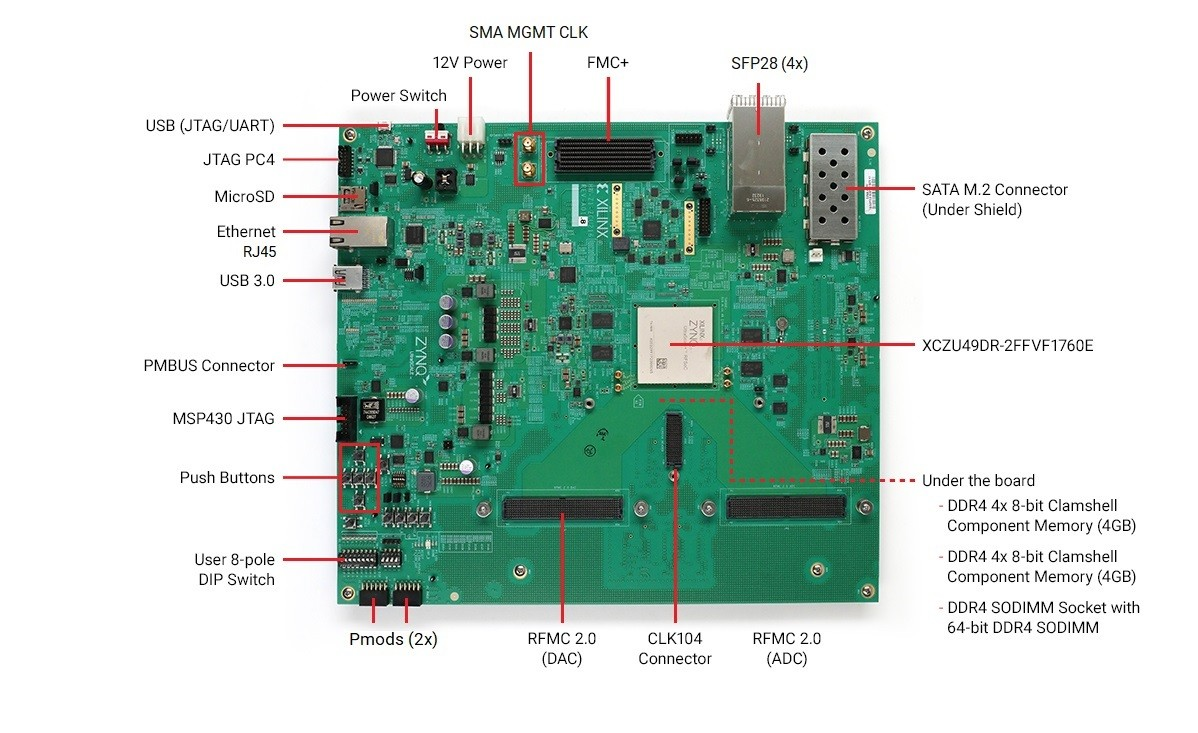 SMA MGMT CLK
12V Power
FMC+
SFP28 (4x)
Power Switch
USB (JTAG/UART)
JTAG PC4
MicroSD
Ethernet
RJ45
USB 3.0
PMBUS Connector
MSP430 JTAG
Push Buttons
User 8-pole
DIP Switch
Pmods (2x)
RFMC 2.0
(DAC)
CLK104
Connector
RFMC 2.0
(ADC)
SATA M.2 Connector
(Under Shield)
XCZU49DR-2FFVF1760E
Under the board
- DDR4 4x 8-bit Clamshell
Component Memory (4GB)
- DDR4 4x 8-bit Clamshell
Component Memory (4GB)
- DDR4 SODIMM Socket with
64-bit DDR4 SODIMM
XILINX
8
XILINX
ZYNQ
ZYNQ